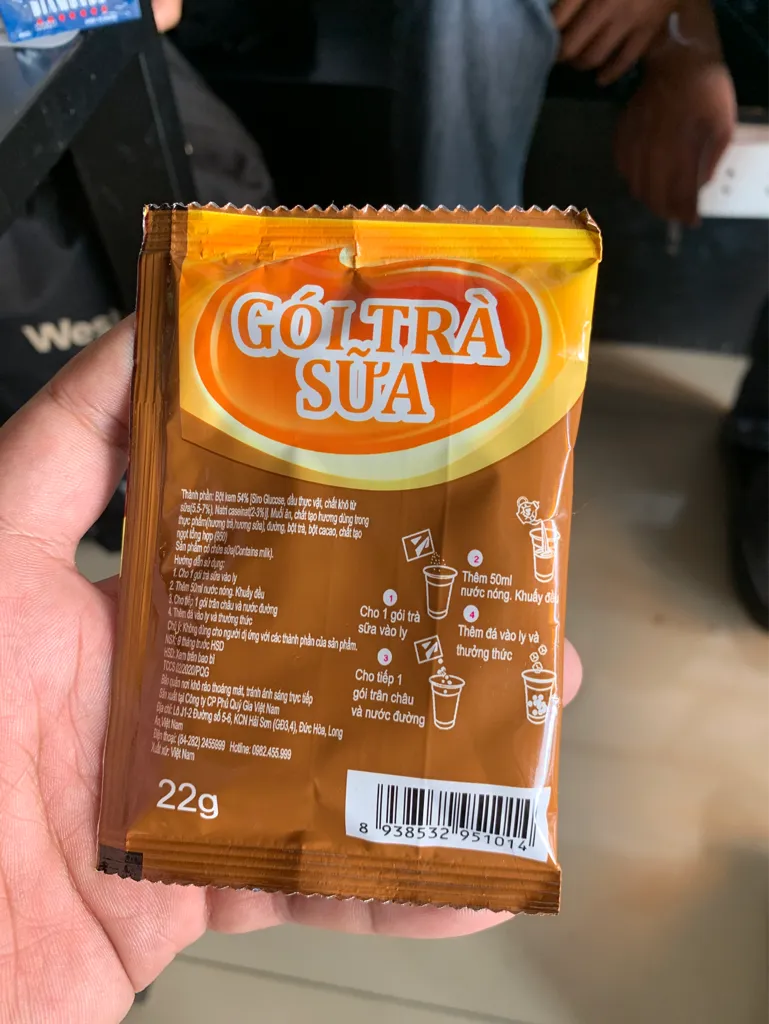 Wes
GÓI TRÀ
SỮA
Thành phần: Bột kem 54% (Siro Glucose, dầu thực vật, chất khô từ
sữa(5.5-7%), Natri caseinat(2-3%)) Muối ăn, chất tạo hương dùng trong
thực phẩm(hương trà,hương sữa), đường, bột trà, bột cacao, chất tạo
ngọt tổng hợp (950)
Sản phẩm có chứa sữa(Contains milk).
Hướng dẫn sử dụng:
1. Cho 1 gói trà sữa vào ly
2. Thêm 50ml nước nóng. Khuấy đều
3. Cho tiếp 1 gói trân châu và nước đường
4. Thêm đá vào ly và thưởng thức
Chú ý: Không dùng cho người dị ứng với các thành phần của sản phẩm.
NSX: 9 tháng trước HSD
HSD: Xem trên bao bì
TCCS 02/2020/PQG
Bảo quản nơi khô ráo thoáng mát, tránh ánh sáng trực tiếp
Sản xuất tại Công ty CP Phú Quý Gia Việt Nam
Địa chỉ: Lô J1-2 Đường số 5-6, KCN Hải Sơn (GĐ3,4), Đức Hòa, Long
An,Việt Nam
Điện thoại: (84-282) 2455999 Hotline: 0982.455.999
Xuất xứ: Việt Nam
22g
1
Cho 1 gói trà
sữa vào ly
2
Thêm 50ml
nước nóng. Khuấy đều
3
Cho tiếp 1
gói trân châu
và nước đường
4
Thêm đá vào ly và
thưởng thức
8 938532 951014